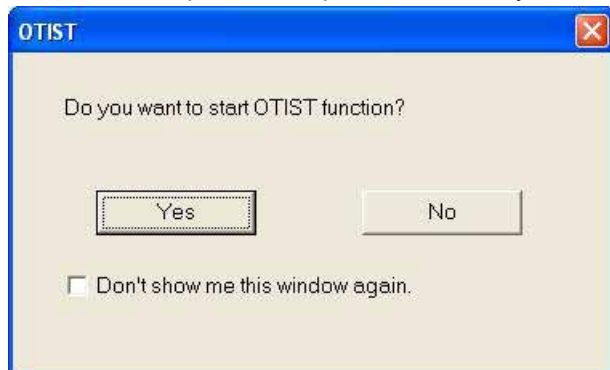 OTIST
Do you want to start OTIST function?
Yes No
Don't show me this window again.